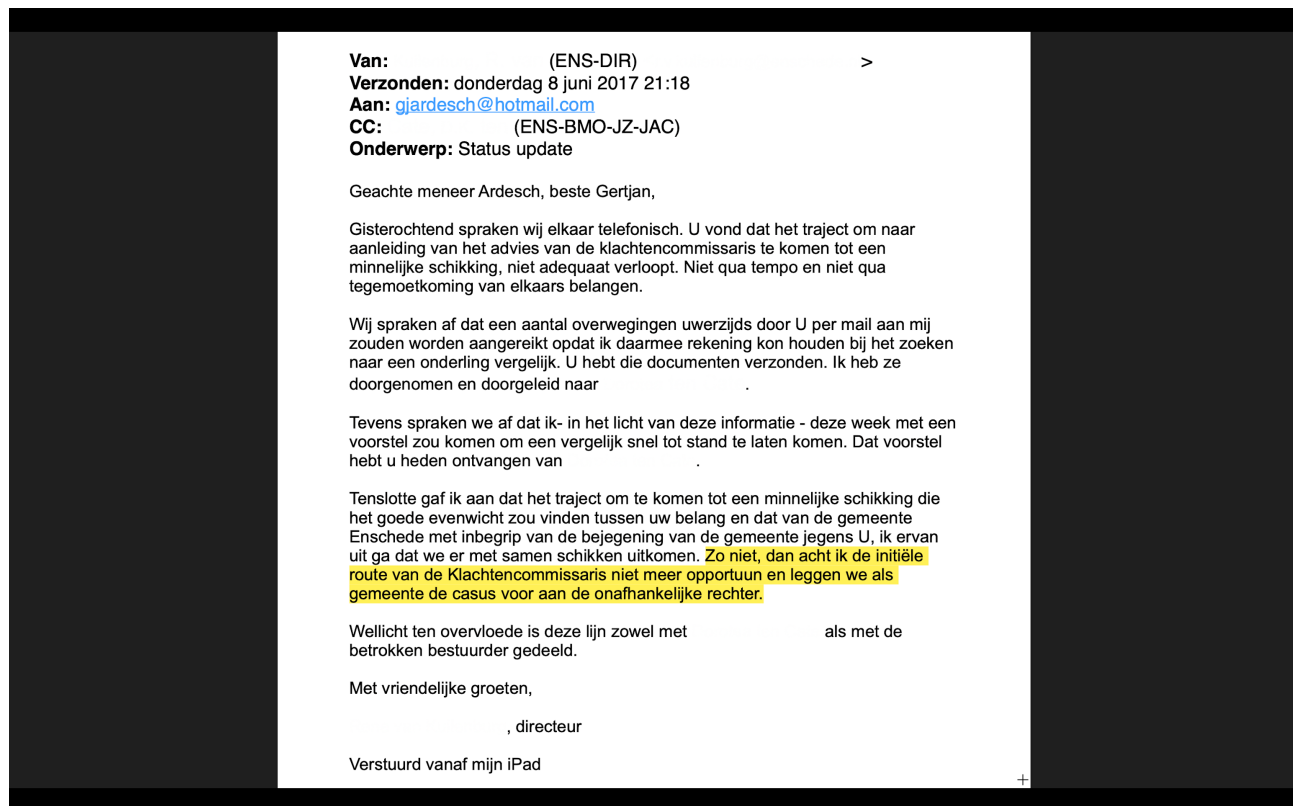 Van: (ENS-DIR) >
Verzonden: donderdag 8 juni 2017 21:18
Aan: gjardesch@hotmail.com
CC: (ENS-BMO-JZ-JAC)
Onderwerp: Status update
Geachte meneer Ardesch, beste Gertjan,
Gisterochtend spraken wij elkaar telefonisch. U vond dat het traject om naar
aanleiding van het advies van de klachtencommissaris te komen tot een
minnelijke schikking, niet adequaat verloopt. Niet qua tempo en niet qua
tegemoetkoming van elkaars belangen.
Wij spraken af dat een aantal overwegingen uwerzijds door U per mail aan mij
zouden worden aangereikt opdat ik daarmee rekening kon houden bij het zoeken
naar een onderling vergelijk. U hebt die documenten verzonden. Ik heb ze
doorgenomen en doorgeleid naar .
Tevens spraken we af dat ik- in het licht van deze informatie - deze week met een
voorstel zou komen om een vergelijk snel tot stand te laten komen. Dat voorstel
hebt u heden ontvangen van .
Tenslotte gaf ik aan dat het traject om te komen tot een minnelijke schikking die
het goede evenwicht zou vinden tussen uw belang en dat van de gemeente
Enschede met inbegrip van de bejegening van de gemeente jegens U, ik ervan
uit ga dat we er met samen schikken uitkomen. Zo niet, dan acht ik de initiële
route van de Klachtencommissaris niet meer opportuun en leggen we als
gemeente de casus voor aan de onafhankelijke rechter.
Wellicht ten overvloede is deze lijn zowel met als met de
betrokken bestuurder gedeeld.
Met vriendelijke groeten,
, directeur
Verstuurd vanaf mijn iPad